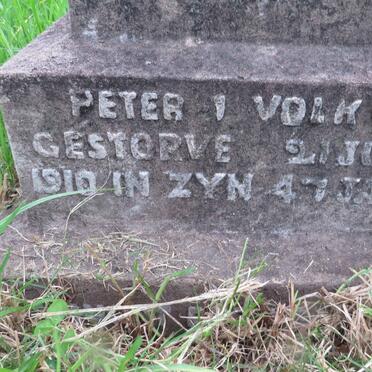 PETER I VOLK
GESTORVE 21 JU
1910 IN ZYN 47 JA